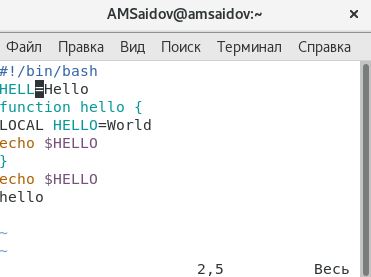 AMSaidov@amsaidov:~ ×
Файл Правка Вид Поиск Терминал Справка
#!/bin/bash
HELL=Hello
function hello {
LOCAL HELLO=World
echo $HELLO
}
echo $HELLO
hello
~
~
2,5 Весь